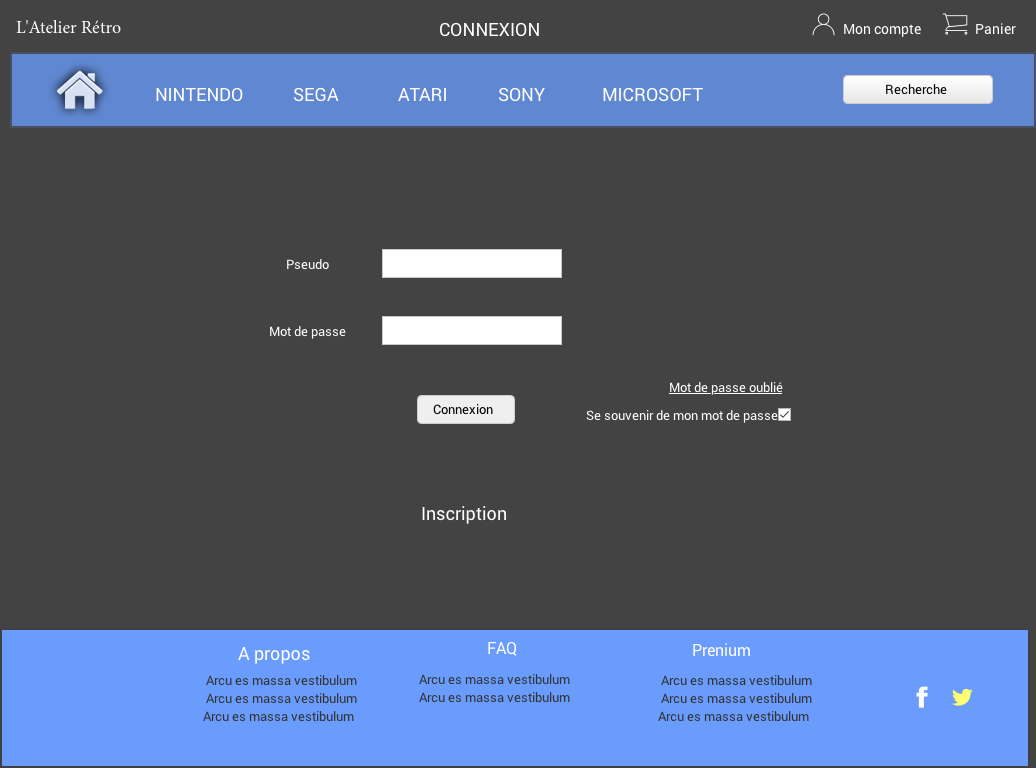 L'Atelier Rétro
CONNEXION
Mon compte
Panier
NINTENDO
SEGA
ATARI
SONY
MICROSOFT
Recherche
Pseudo
Mot de passe
Mot de passe oublié
Connexion
Se souvenir de mon mot de passe
Inscription
A propos
Arcu es massa vestibulum
Arcu es massa vestibulum
Arcu es massa vestibulum
FAQ
Arcu es massa vestibulum
Arcu es massa vestibulum
Prenium
Arcu es massa vestibulum
Arcu es massa vestibulum
Arcu es massa vestibulum